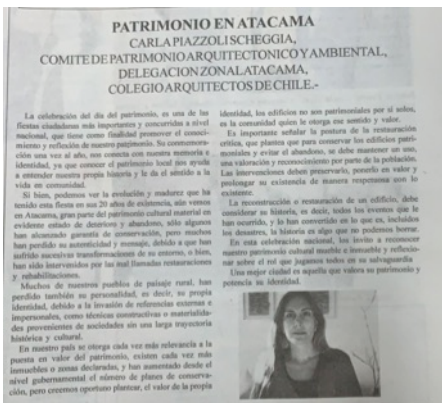 PATRIMONIO EN ATACAMA
CARLA PIAZZOLI SCHEGGIA,
COMITE DE PATRIMONIO ARQUITECTONICO Y AMBIENTAL,
DELEGACION ZONAL ATACAMA,
COLEGIO ARQUITECTOS DE CHILE.-
La celebración del día del patrimonio, es una de las
fiestas ciudadanas más importantes y concurridas a nivel
nacional, que tiene como finalidad promover el conoci-
miento y reflexión de nuestro patrimonio. Su conmemora-
ción una vez al año, nos conecta con nuestra memoria e
identidad, ya que conocer el patrimonio local nos ayuda
a entender nuestra propia historia y le da el sentido a la
vida en comunidad.
Si bien, podemos ver la evolución y madurez que ha
tenido esta fiesta en sus 20 años de existencia, aún vemos
en Atacama, gran parte del patrimonio cultural material en
evidente estado de deterioro y abandono, sólo algunos
han alcanzado garantía de conservación, pero muchos
han perdido su autenticidad y mensaje, debido a que han
sufrido sucesivas transformaciones de su entorno, o bien,
han sido intervenidos por las mal llamadas restauraciones
y rehabilitaciones.
Muchos de nuestros pueblos de paisaje rural, han
perdido también su personalidad, es decir, su propia
identidad, debido a la invasión de referencias externas e
impersonales, como técnicas constructivas o materialida-
des provenientes de sociedades sin una larga trayectoria
histórica y cultural.
En nuestro país se otorga cada vez más relevancia a la
puesta en valor del patrimonio, existen cada vez más
inmuebles o zonas declaradas, y han aumentado desde el
nivel gubernamental el número de planes de conserva-
ción, pero creemos oportuno plantear, el valor de la propia
identidad, los edificios no son patrimoniales por si solos,
es la comunidad quien le otorga ese sentido y valor.
Es importante señalar la postura de la restauración
crítica, que plantea que para conservar los edificios patri-
moniales y evitar el abandono, se debe mantener un uso,
una valoración y reconocimiento por parte de la población.
Las intervenciones deben preservarlo, ponerlo en valor y
prolongar su existencia de manera respetuosa con lo
existente.
La reconstrucción o restauración de un edificio, debe
considerar su historia, es decir, todos los eventos que le
han ocurrido, y lo han convertido en lo que es, incluidos
los desastres, la historia es algo que no podemos borrar.
En esta celebración nacional, los invito a reconocer
nuestro patrimonio cultural mueble e inmueble y reflexio-
nar sobre el rol que jugamos todos en su salvaguardia
Una mejor ciudad es aquella que valora su patrimonio y
potencia su identidad.